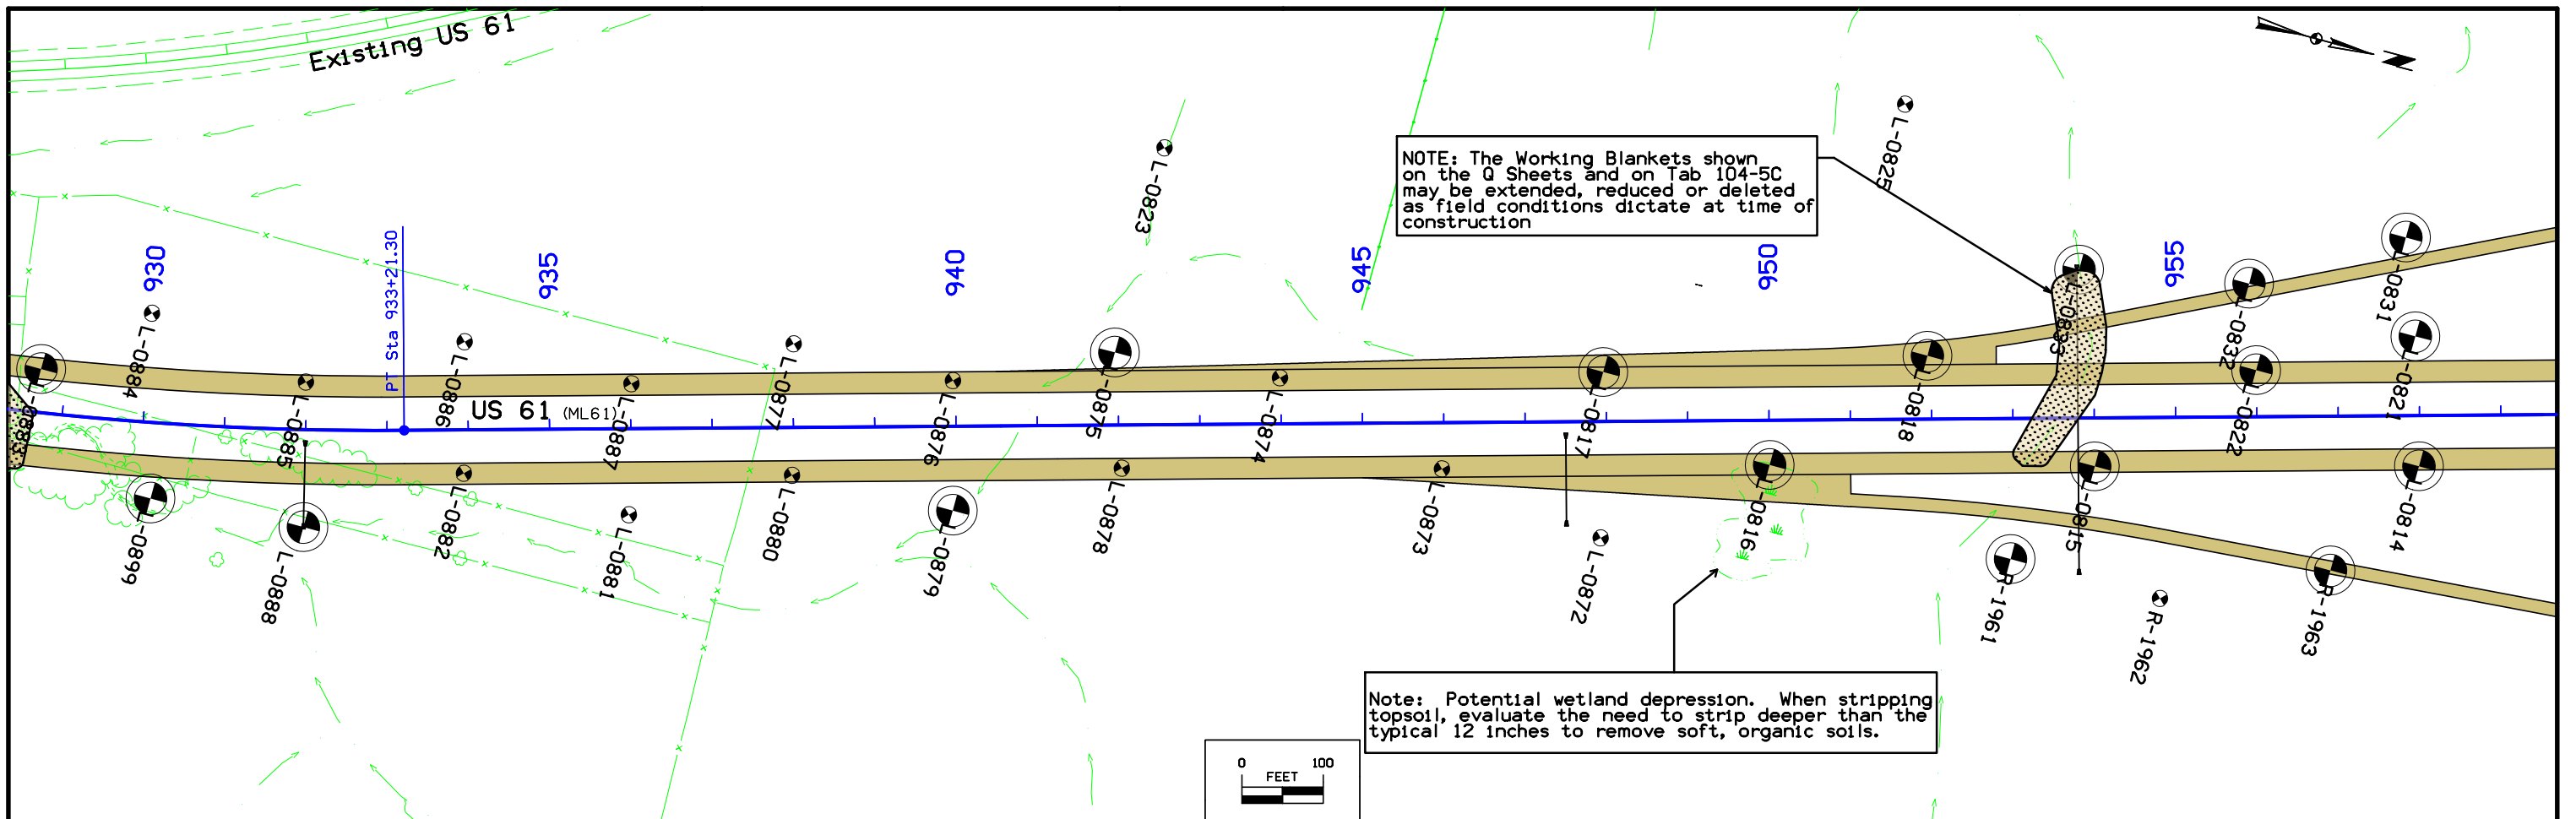 Existing US 61
N
NOTE: The Working Blankets shown
on the Q Sheets and on Tab 104-5C
may be extended, reduced or deleted
as field conditions dictate at time of
construction
L-0823
L-0825
930
PT Sta 933+21.30
935
940
945
950
955
L-0883
L-0884
L-0885
L-0886
US 61 (ML61)
L-0887
L-0877
L-0876
L-0875
L-0874
L-0817
L-0818
L-0833
L-0832
L-0831
L-0822
L-0821
L-0899
L-0888
L-0882
L-0881
L-0880
L-0879
L-0878
L-0873
L-0872
L-0816
L-0815
L-0814
R-1961
R-1962
R-1963
Note: Potential wetland depression. When stripping
topsoil, evaluate the need to strip deeper than the
typical 12 inches to remove soft, organic soils.
0 100
FEET